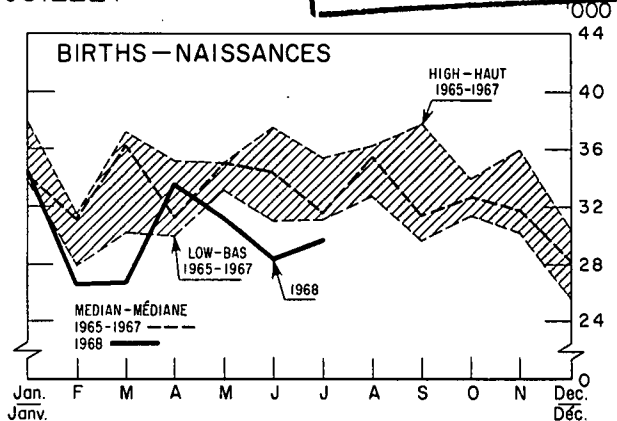 '000
BIRTHS – NAISSANCES
44
HIGH – HAUT
1965-1967
40
36
32
LOW – BAS
1965-1967
1968
28
MEDIAN – MÉDIANE
1965-1967
1968
24
0
Jan. F M A M J J A S O N Dec.
Janv. Déc.